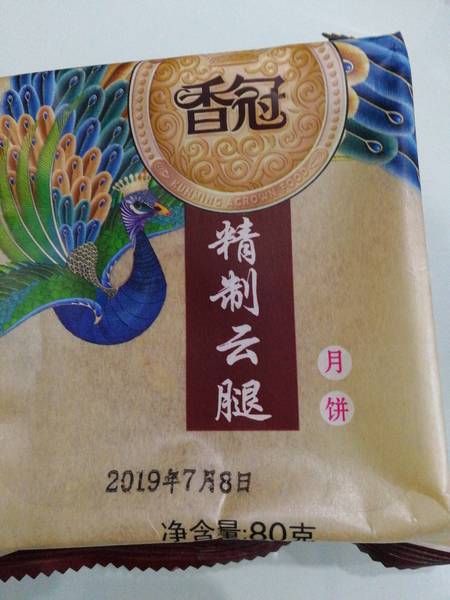 香冠
KUNMING ACROWN FOOD
精制云腿
月饼
2019年7月8日
净含量:80克